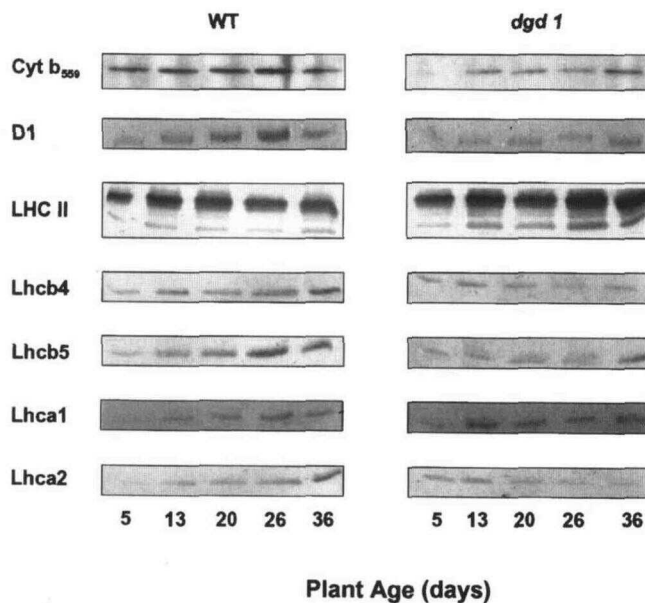 WT dgd 1
Cyt b₅₅₉
D1
LHC II
Lhcb4
Lhcb5
Lhca1
Lhca2
5 13 20 26 36 5 13 20 26 36
Plant Age (days)